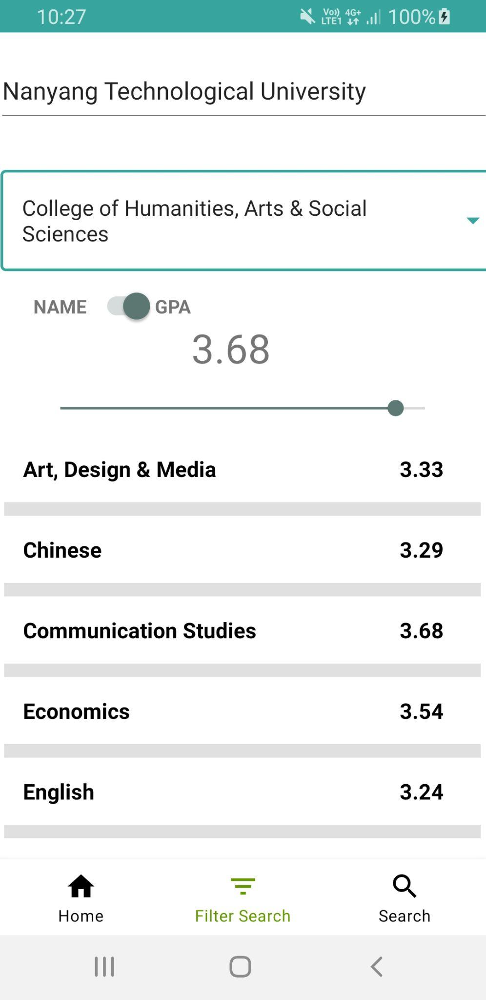 10:27 Vo)) LTE1 4G+ 100%
Nanyang Technological University
College of Humanities, Arts & Social
Sciences
NAME GPA
3.68
Art, Design & Media 3.33
Chinese 3.29
Communication Studies 3.68
Economics 3.54
English 3.24
Home Filter Search Search